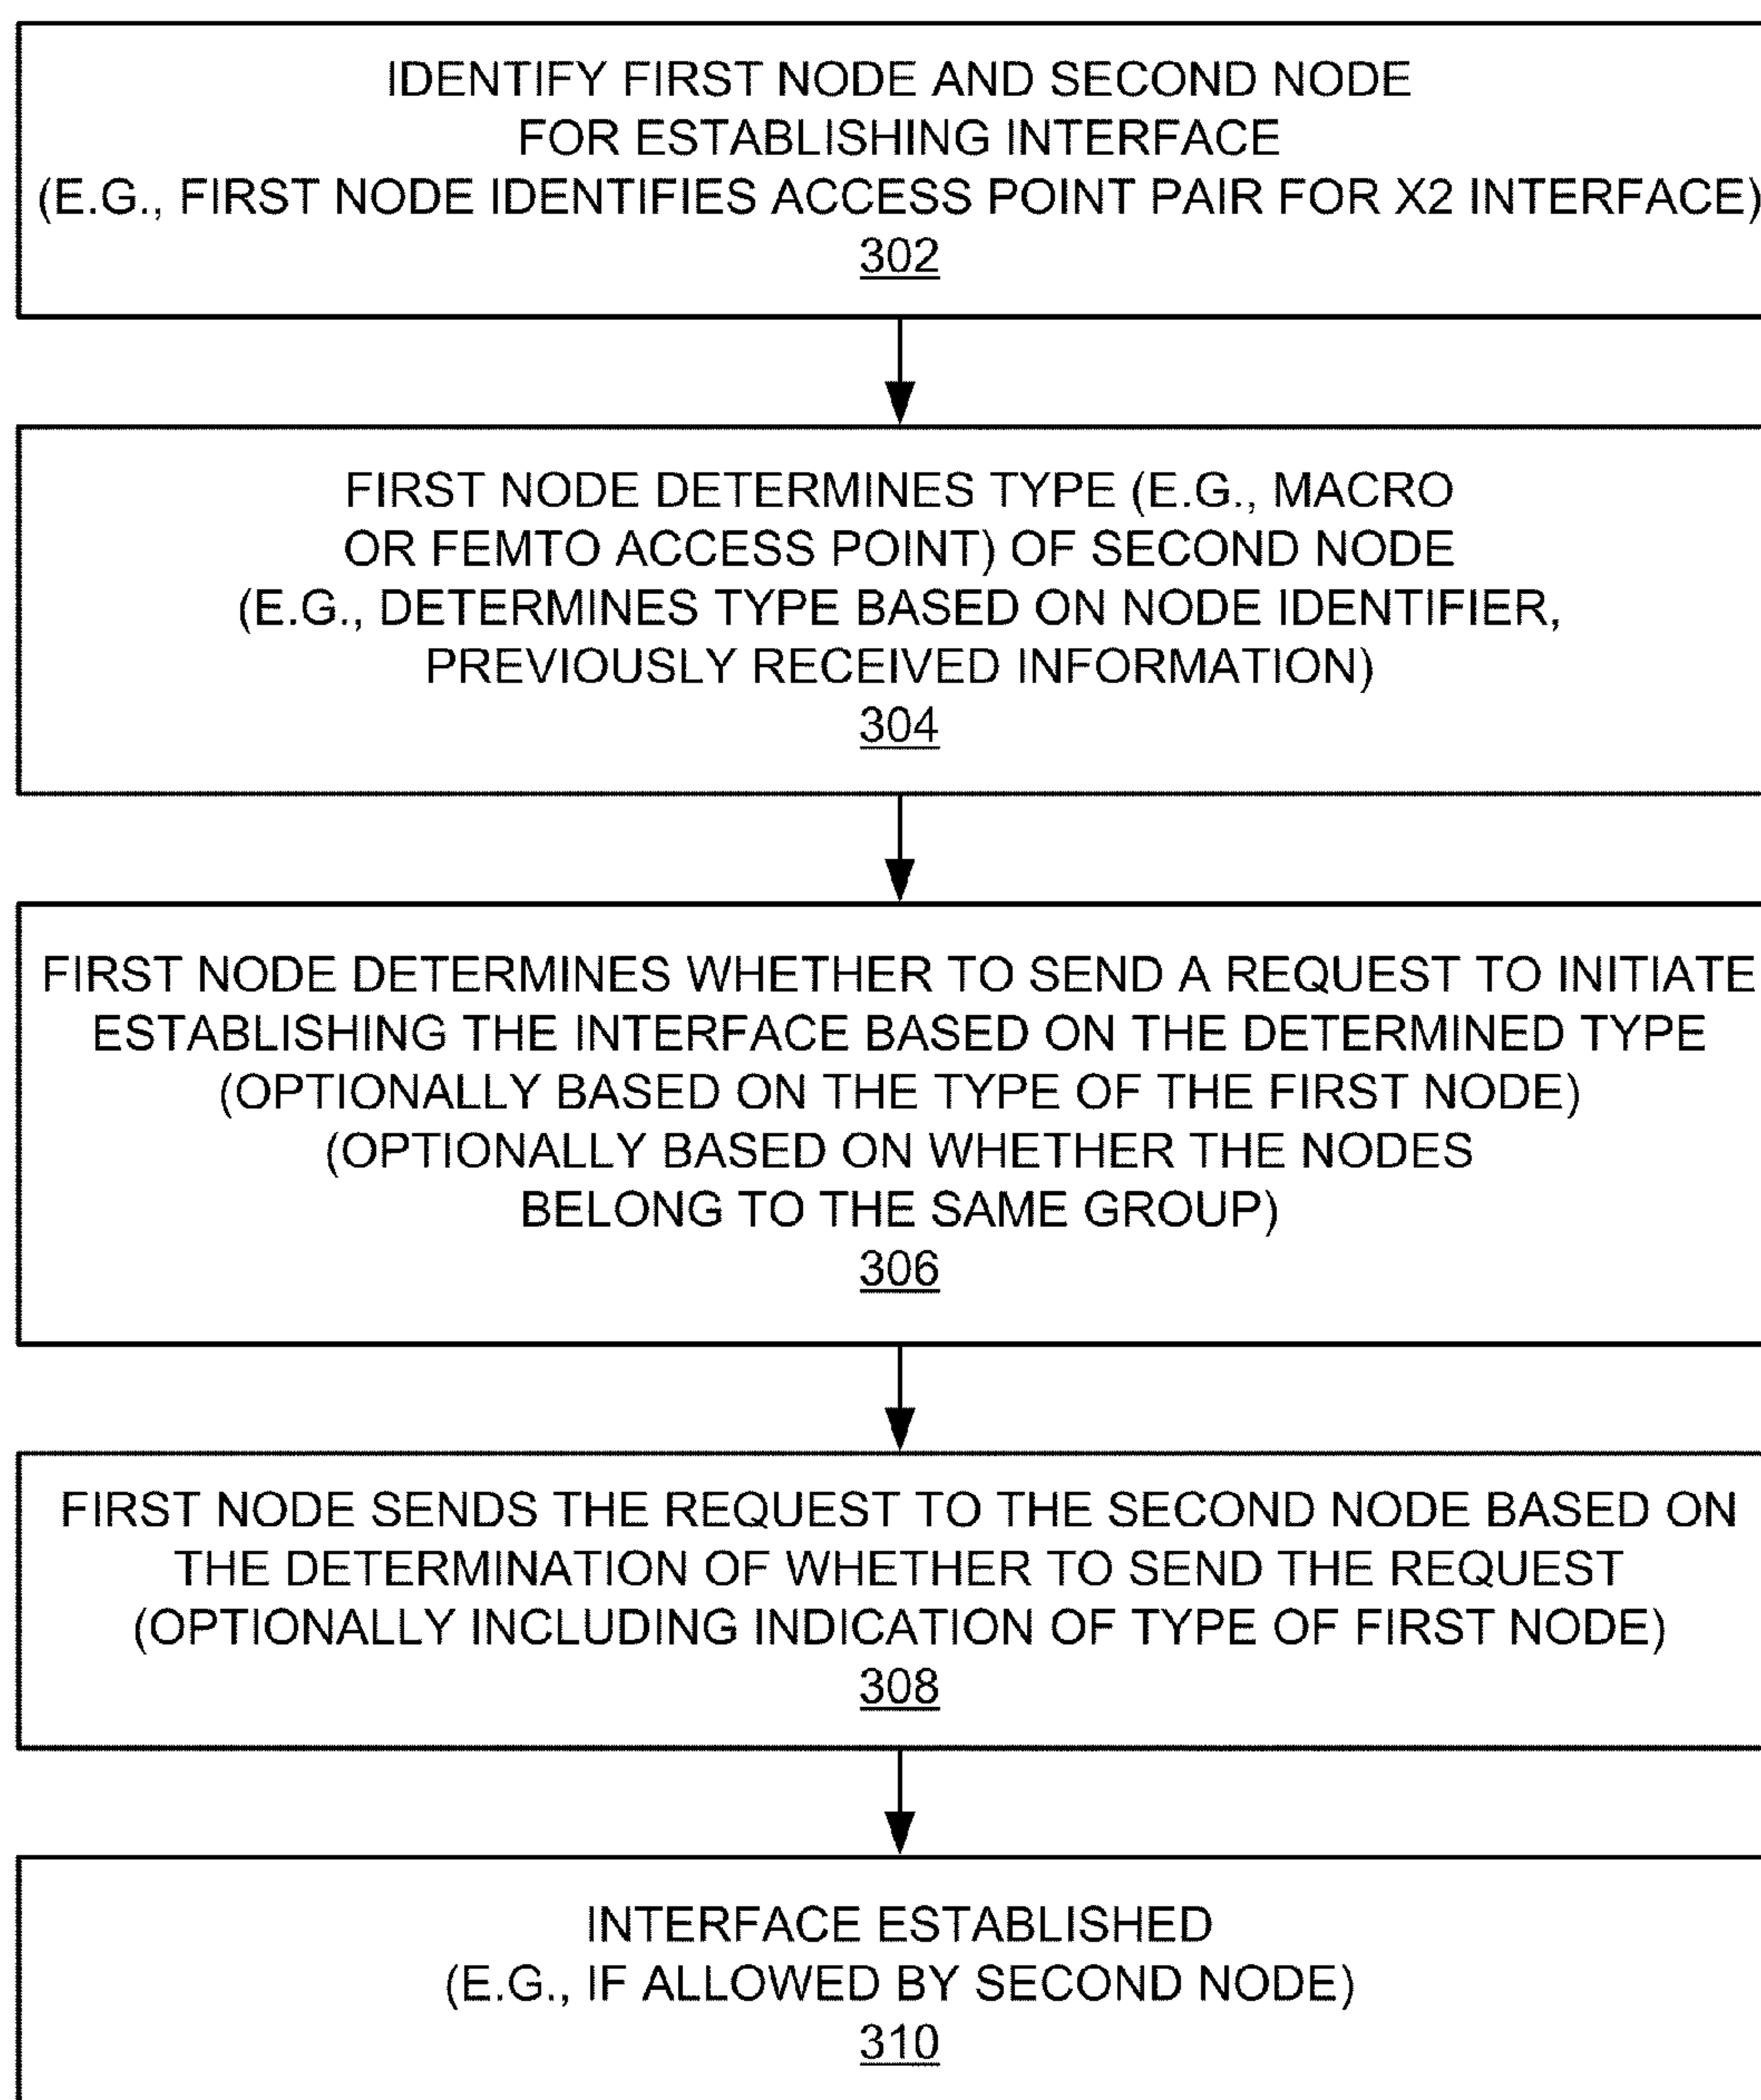 IDENTIFY FIRST NODE AND SECOND NODE
FOR ESTABLISHING INTERFACE
(E.G., FIRST NODE IDENTIFIES ACCESS POINT PAIR FOR X2 INTERFACE)
302
FIRST NODE DETERMINES TYPE (E.G., MACRO
OR FEMTO ACCESS POINT) OF SECOND NODE
(E.G., DETERMINES TYPE BASED ON NODE IDENTIFIER,
PREVIOUSLY RECEIVED INFORMATION)
304
FIRST NODE DETERMINES WHETHER TO SEND A REQUEST TO INITIATE
ESTABLISHING THE INTERFACE BASED ON THE DETERMINED TYPE
(OPTIONALLY BASED ON THE TYPE OF THE FIRST NODE)
(OPTIONALLY BASED ON WHETHER THE NODES
BELONG TO THE SAME GROUP)
306
FIRST NODE SENDS THE REQUEST TO THE SECOND NODE BASED ON
THE DETERMINATION OF WHETHER TO SEND THE REQUEST
(OPTIONALLY INCLUDING INDICATION OF TYPE OF FIRST NODE)
308
INTERFACE ESTABLISHED
(E.G., IF ALLOWED BY SECOND NODE)
310